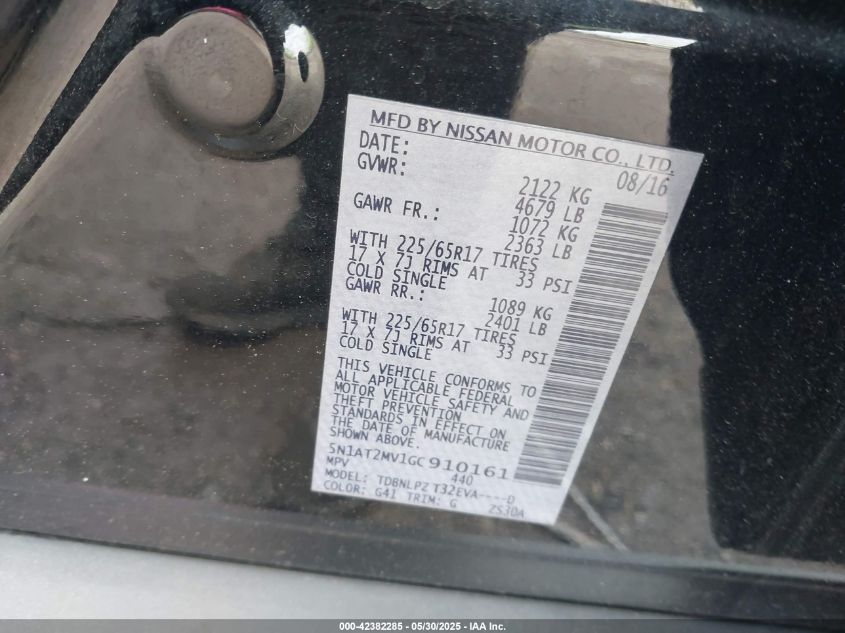 MFD BY NISSAN MOTOR CO., LTD.
DATE: 08/16
GVWR: 2122 KG
4679 LB
GAWR FR.: 1072 KG
2363 LB
WITH 225/65R17 TIRES
17 X 7J RIMS AT 33 PSI
COLD SINGLE
GAWR RR.: 1089 KG
2401 LB
WITH 225/65R17 TIRES
17 X 7J RIMS AT 33 PSI
COLD SINGLE
THIS VEHICLE CONFORMS TO
ALL APPLICABLE FEDERAL
MOTOR VEHICLE SAFETY AND
THEFT PREVENTION
STANDARDS IN EFFECT ON
THE DATE OF MANUFACTURE
SHOWN ABOVE.
5N1AT2MV1GC910161
MPV 440
MODEL: TDBNLPZ T32EVA----D
COLOR: G41 TRIM: G 2S30A
000-42382285 - 05/30/2025 - IAA Inc.